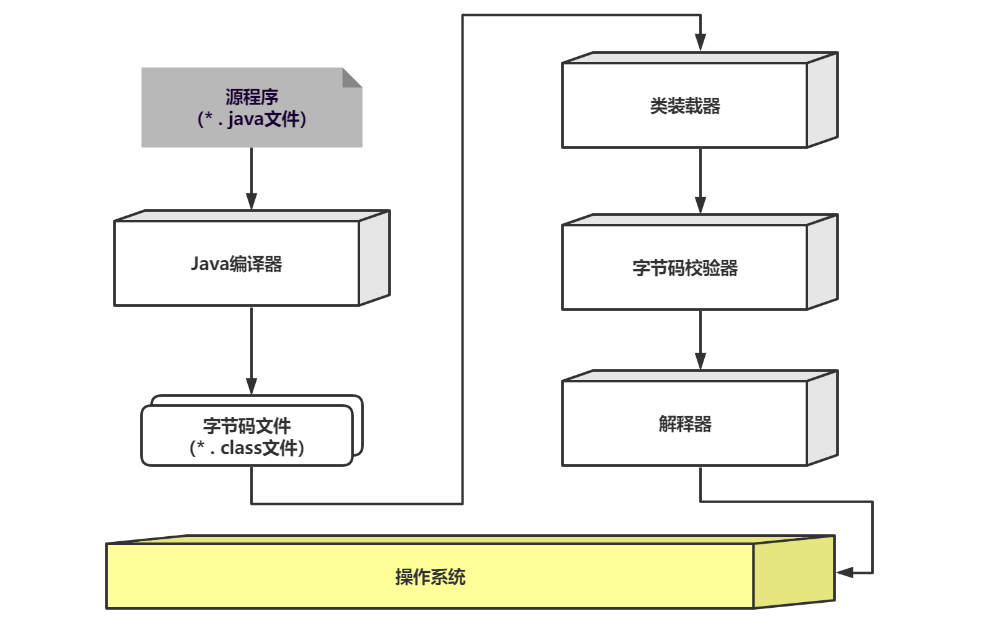 源程序
(* . java文件)
Java编译器
字节码文件
(* . class文件)
类装载器
字节码校验器
解释器
操作系统